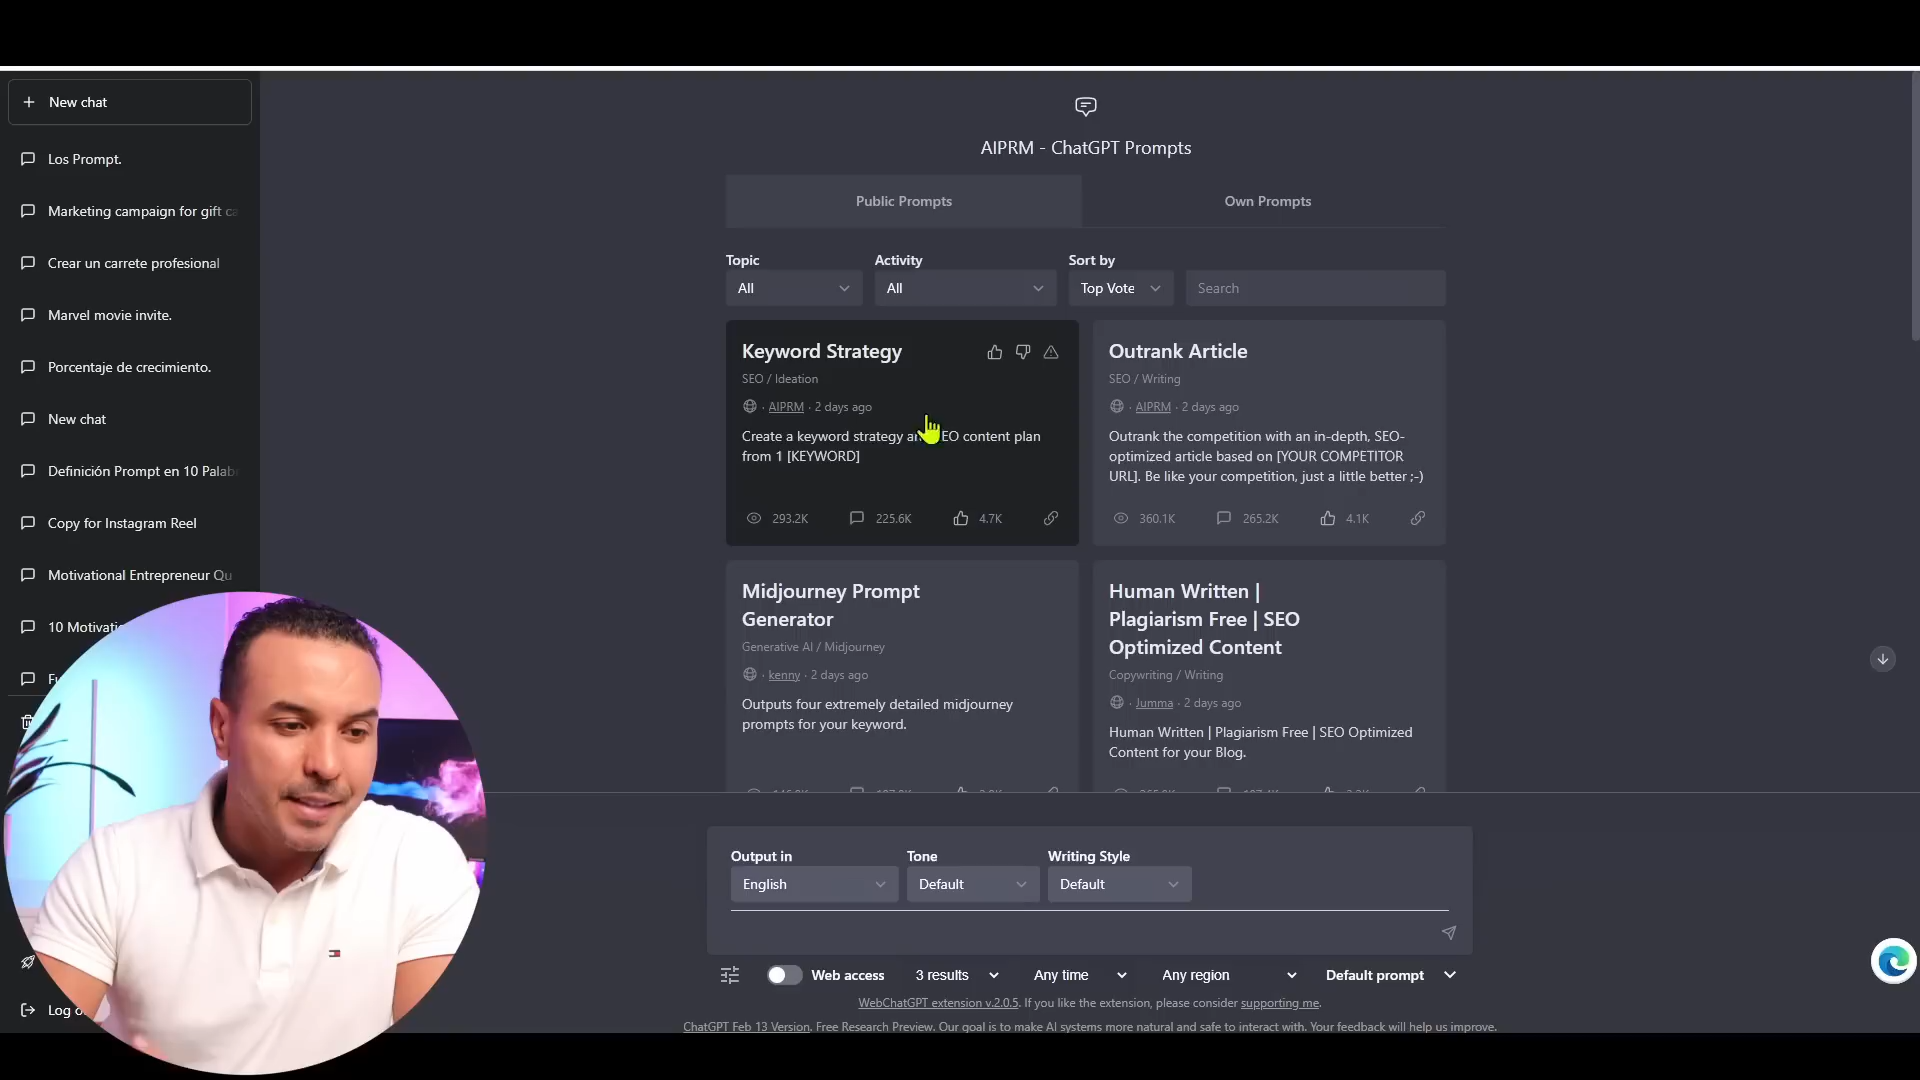 New chat
Los Prompt.
Marketing campaign for gift
Crear un carrete profesional
Marvel movie invite.
Porcentaje de crecimiento.
New chat
Definición Prompt en 10
Copy for Instagram Reel
Motivational Entrepreneur Qu
10
Log
AIPRM - ChatGPT Prompts
Public Prompts
Own Prompts
Topic
Activity
Sort by
All
All
Top Vote
Search
Keyword Strategy
SEO / Ideation
· AIPRM · 2 days ago
Create a keyword strategy EO content plan
from 1 [KEYWORD]
293.2K
225.6K
4.7K
Outrank Article
SEO / Writing
· AIPRM · 2 days ago
Outrank the competition with an in-depth, SEO-
optimized article based on [YOUR COMPETITOR
URL]. Be like your competition, just a little better ;-)
360.1K
265.2K
4.1K
Midjourney Prompt
Generator
Generative AI / Midjourney
· kenny · 2 days ago
Outputs four extremely detailed midjourney
prompts for your keyword.
Human Written |
Plagiarism Free | SEO
Optimized Content
Copywriting / Writing
· Jumma · 2 days ago
Human Written | Plagiarism Free | SEO Optimized
Content for your Blog.
Output in
Tone
Writing Style
English
Default
Default
Web access
3 results
Any time
Any region
Default prompt
WebChatGPT extension v.2.0.5. If you like the extension, please consider supporting me.
ChatGPT Feb 13 Version. Free Research Preview. Our goal is to make AI systems more natural and safe to interact with. Your feedback will help us improve.